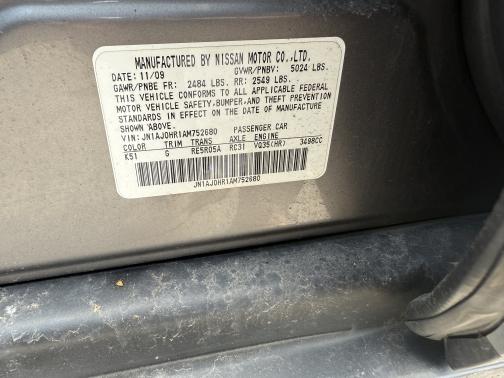 MANUFACTURED BY NISSAN MOTOR CO.,LTD.
DATE: 11/09 GVWR/PNBV: 5024 LBS.
GAWR/PNBE FR: 2484 LBS. RR: 2549 LBS.
THIS VEHICLE CONFORMS TO ALL APPLICABLE FEDERAL
MOTOR VEHICLE SAFETY,BUMPER,AND THEFT PREVENTION
STANDARDS IN EFFECT ON THE DATE OF MANUFACTURE
SHOWN ABOVE.
VIN: JN1AJ0HR1AM752680 PASSENGER CAR
COLOR TRIM TRANS AXLE ENGINE
K51 G RE5R05A RC31 VQ35(HR) 3498CC
JN1AJ0HR1AM752680